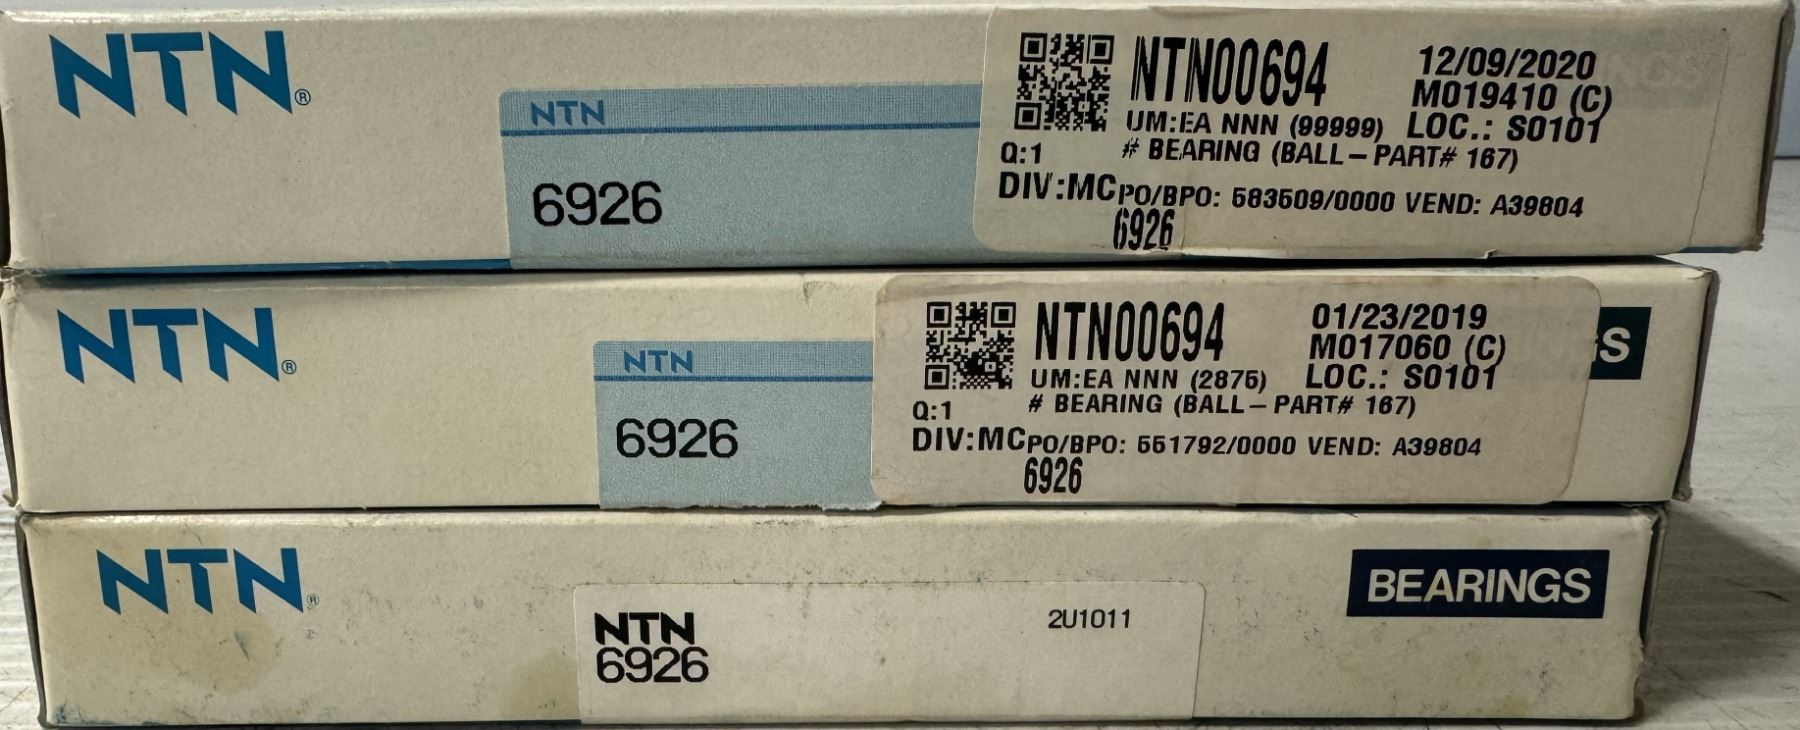 NTN®
NTN
6926
NTN00694
12/09/2020
M019410 (C)
UM:EA NNN (99999) LOC.: S0101
Q:1 # BEARING (BALL-PART# 167)
DIV:MC PO/BPO: 583509/0000 VEND: A39804
6926
NTN®
NTN
6926
NTN00694
01/23/2019
M017060 (C)
UM:EA NNN (2875) LOC.: S0101
Q:1 # BEARING (BALL-PART# 167)
DIV:MC PO/BPO: 551792/0000 VEND: A39804
6926
GS
NTN®
NTN
6926
2U1011
BEARINGS